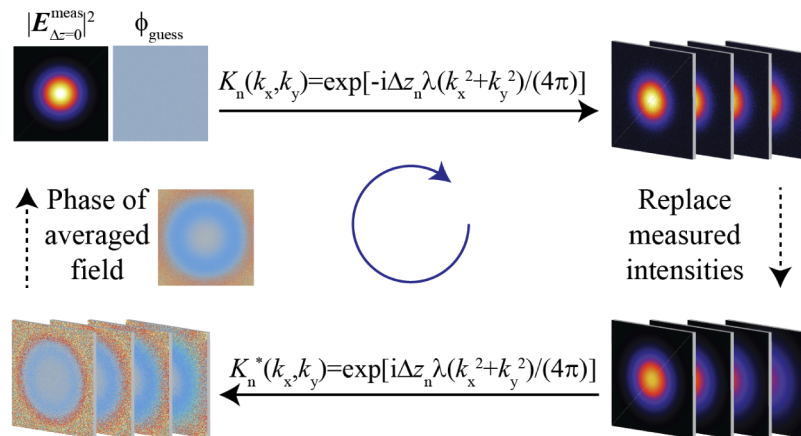 |E^meas_Δz=0|² ϕ_guess
K_n(k_x,k_y)=exp[-iΔz_nλ(k_x²+k_y²)/(4π)]
Phase of
averaged
field
Replace
measured
intensities
K_n^*(k_x,k_y)=exp[iΔz_nλ(k_x²+k_y²)/(4π)]